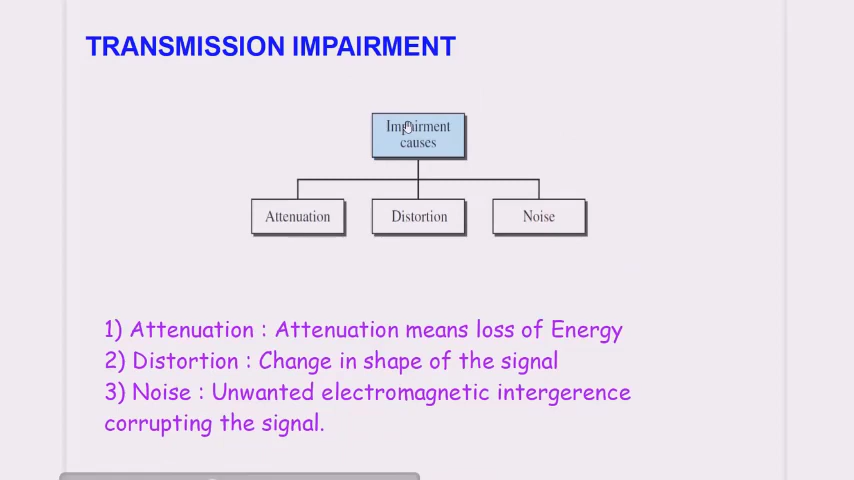 TRANSMISSION IMPAIRMENT
Impairment
causes
Attenuation
Distortion
Noise
1) Attenuation : Attenuation means loss of Energy
2) Distortion : Change in shape of the signal
3) Noise : Unwanted electromagnetic intergerence
corrupting the signal.